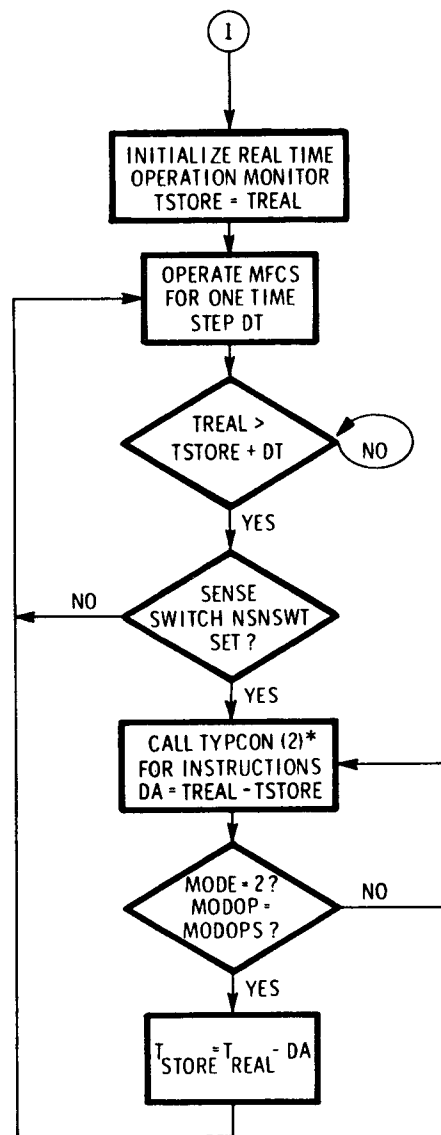 1
INITIALIZE REAL TIME
OPERATION MONITOR
TSTORE = TREAL
OPERATE MFCS
FOR ONE TIME
STEP DT
TREAL >
TSTORE + DT
NO
YES
SENSE
SWITCH NSNSWT
SET ?
NO
YES
CALL TYPCON (2)*
FOR INSTRUCTIONS
DA = TREAL - TSTORE
MODE = 2 ?
MODOP =
MODOPS ?
NO
YES
TSTORE = TREAL - DA